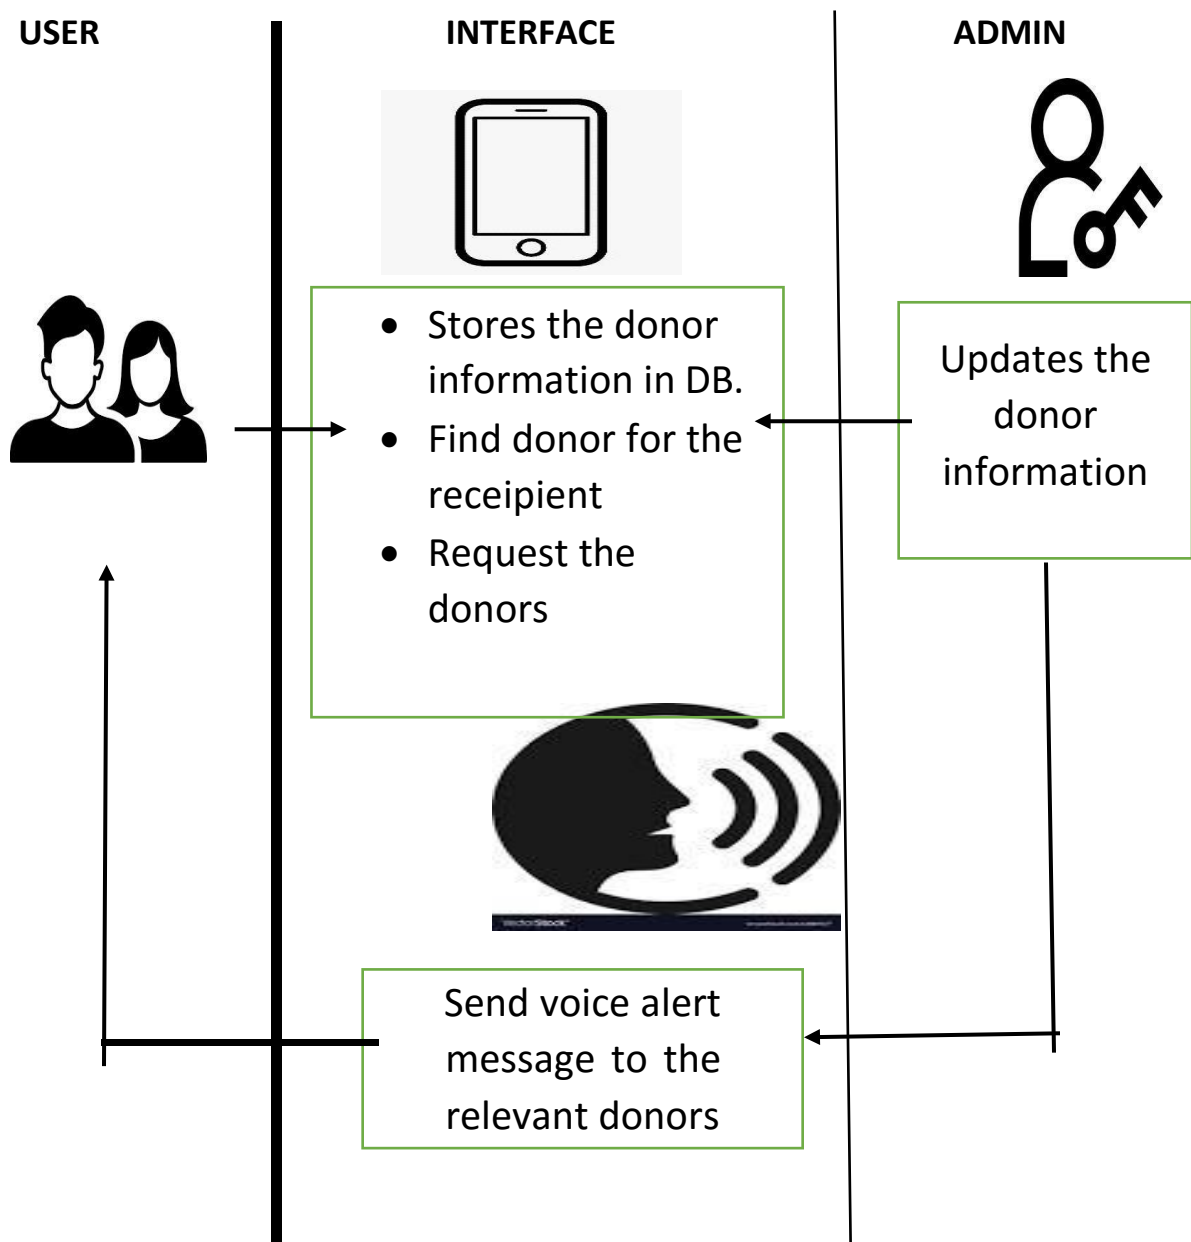 USER
INTERFACE
ADMIN
• Stores the donor
information in DB.
• Find donor for the
receipient
• Request the
donors
Updates the
donor
information
VectorStock
Send voice alert
message to the
relevant donors